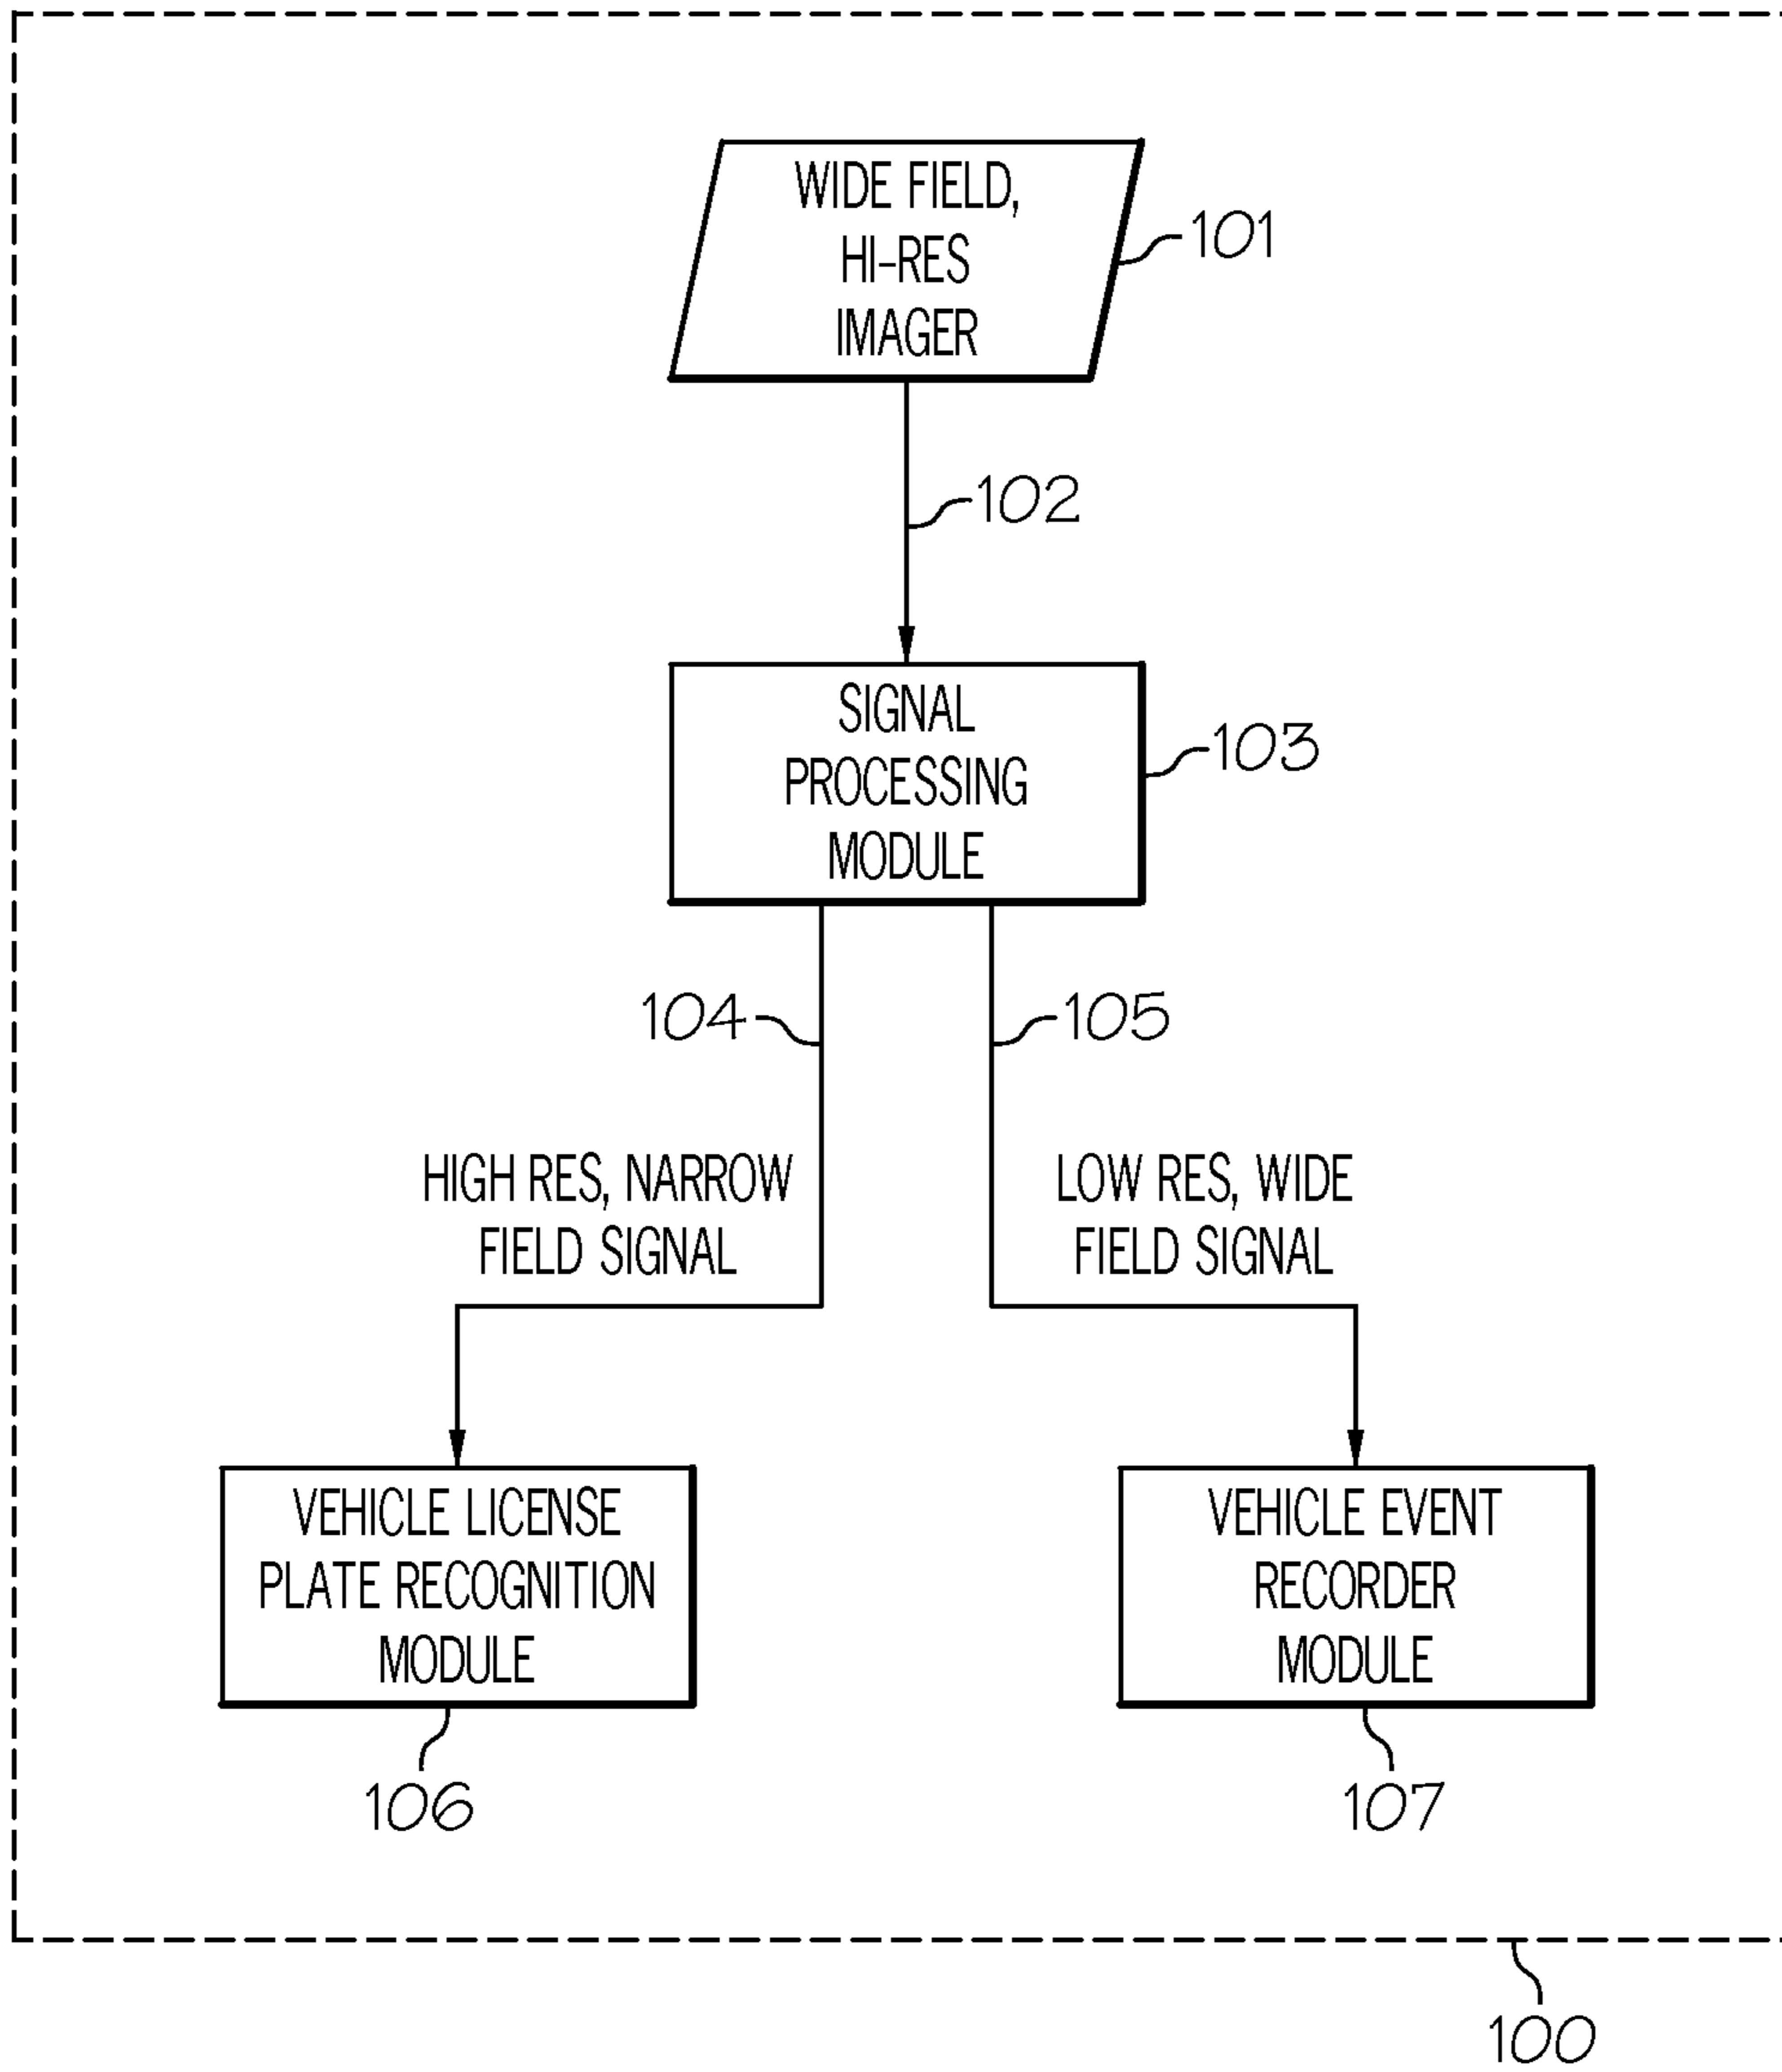 WIDE FIELD,
HI-RES
IMAGER
101
102
SIGNAL
PROCESSING
MODULE
103
104
105
HIGH RES, NARROW
FIELD SIGNAL
LOW RES, WIDE
FIELD SIGNAL
VEHICLE LICENSE
PLATE RECOGNITION
MODULE
VEHICLE EVENT
RECORDER
MODULE
106
107
100